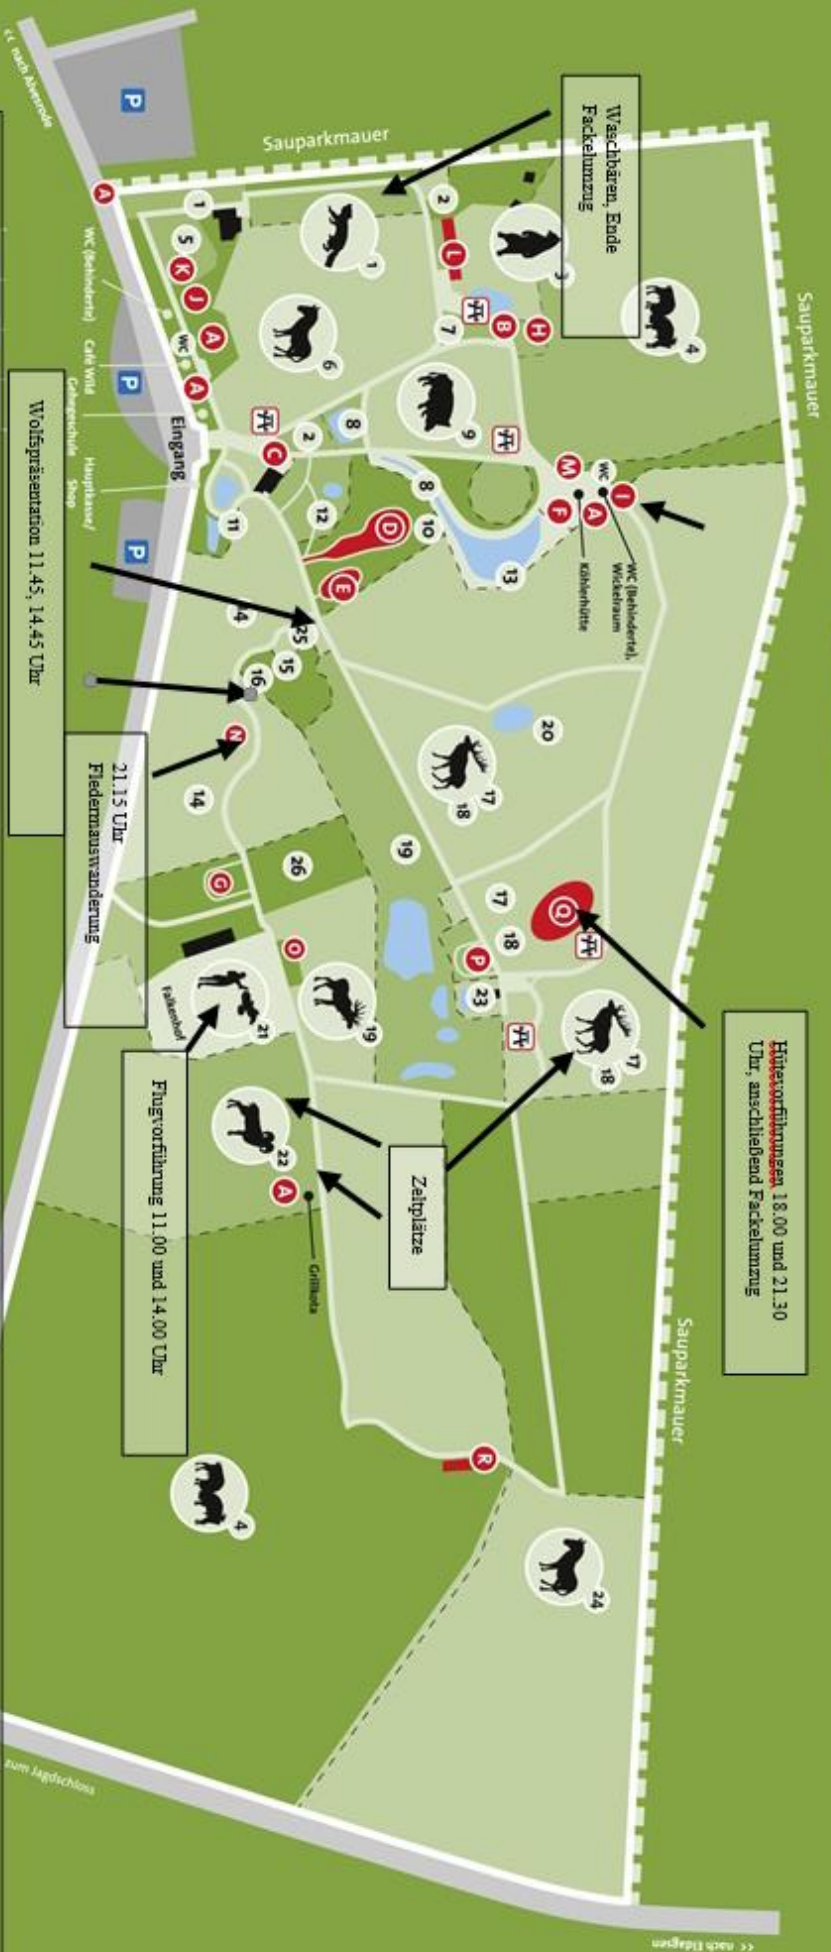 << nach Alvesrode
P
Sauparkmauer
A
Waschbären, Ende
Fackelumzug
Sauparkmauer
1
5
K
J
A
WC
A
WC (Behinderte)
Café Wild
Gehegeschule
Hauptkasse/
Shop
P
Eingang
P
1
2
L
3
4
6
7
B
H
2
8
9
C
8
M
WC
I
F
A
WC (Behinderte),
Wickelraum
Köhlerhütte
11
12
D
10
E
13
Wolfspräsentation 11.45, 14.45 Uhr
14
25
15
16
N
20
17
18
21.15 Uhr
Fledermauswanderung
14
19
26
G
17
Q
18
P
O
23
Falkenhof
21
19
17
18
Hütevorführungen 18.00 und 21.30
Uhr, anschließend Fackelumzug
Flugvorführung 11.00 und 14.00 Uhr
22
A
Grillkota
Zeltplätze
Sauparkmauer
R
4
24
zum Jagdschloss
<< nach Eldagsen